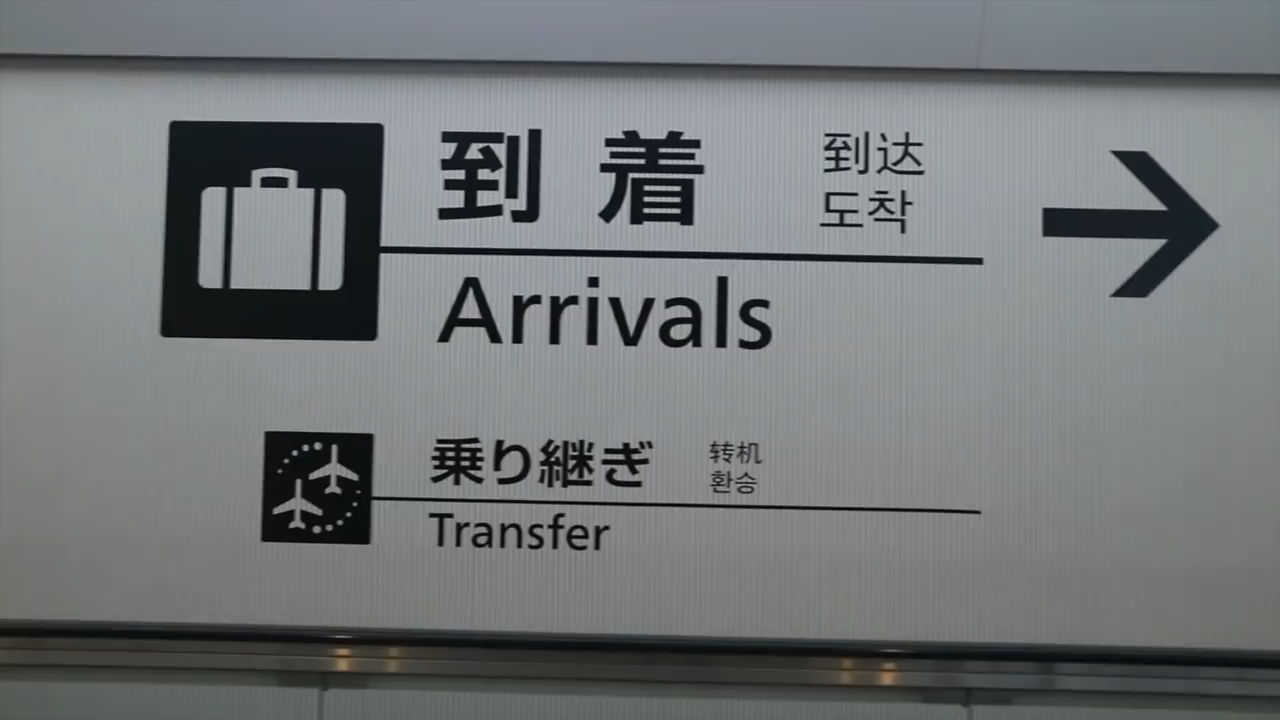 到着
到达
도착
Arrivals
乗り継ぎ
转机
환승
Transfer